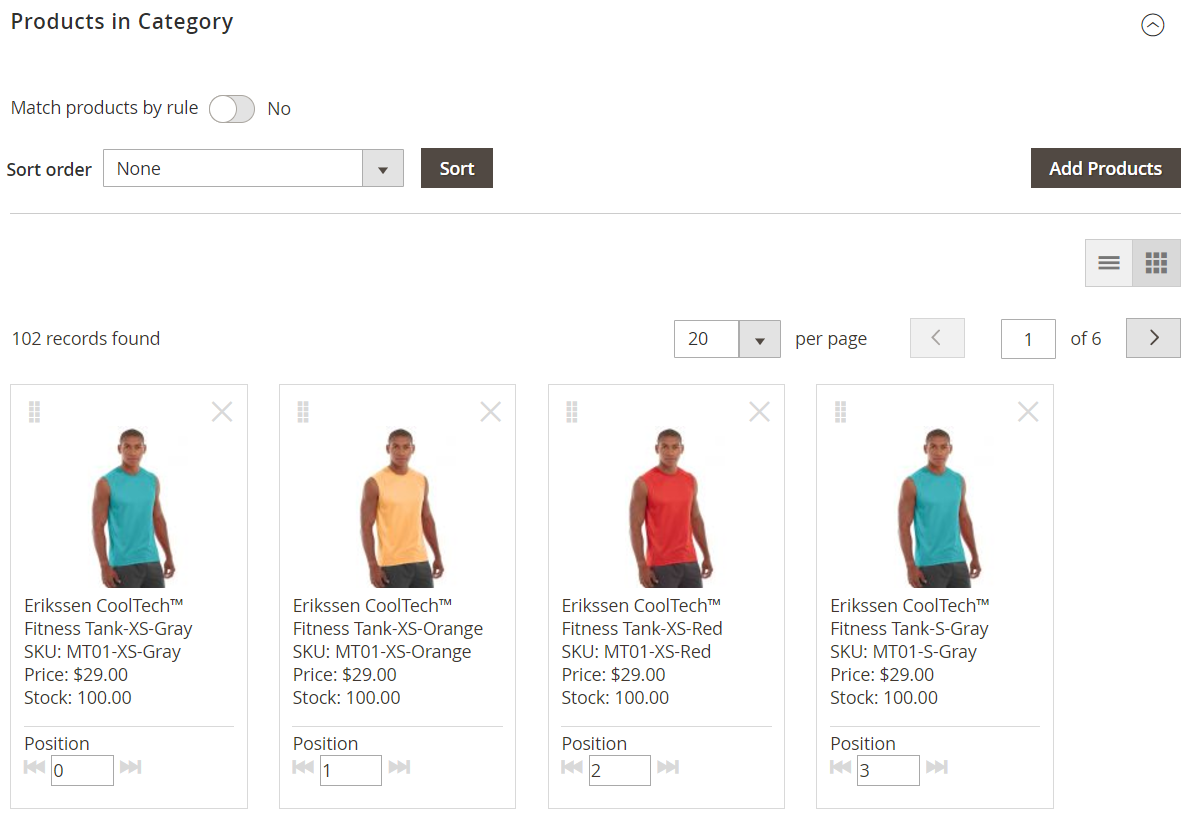 Products in Category
Match products by rule No
Sort order None Sort Add Products
102 records found 20 per page 1 of 6
Erikssen CoolTech™
Fitness Tank-XS-Gray
SKU: MT01-XS-Gray
Price: $29.00
Stock: 100.00
Position
0
Erikssen CoolTech™
Fitness Tank-XS-Orange
SKU: MT01-XS-Orange
Price: $29.00
Stock: 100.00
Position
1
Erikssen CoolTech™
Fitness Tank-XS-Red
SKU: MT01-XS-Red
Price: $29.00
Stock: 100.00
Position
2
Erikssen CoolTech™
Fitness Tank-S-Gray
SKU: MT01-S-Gray
Price: $29.00
Stock: 100.00
Position
3